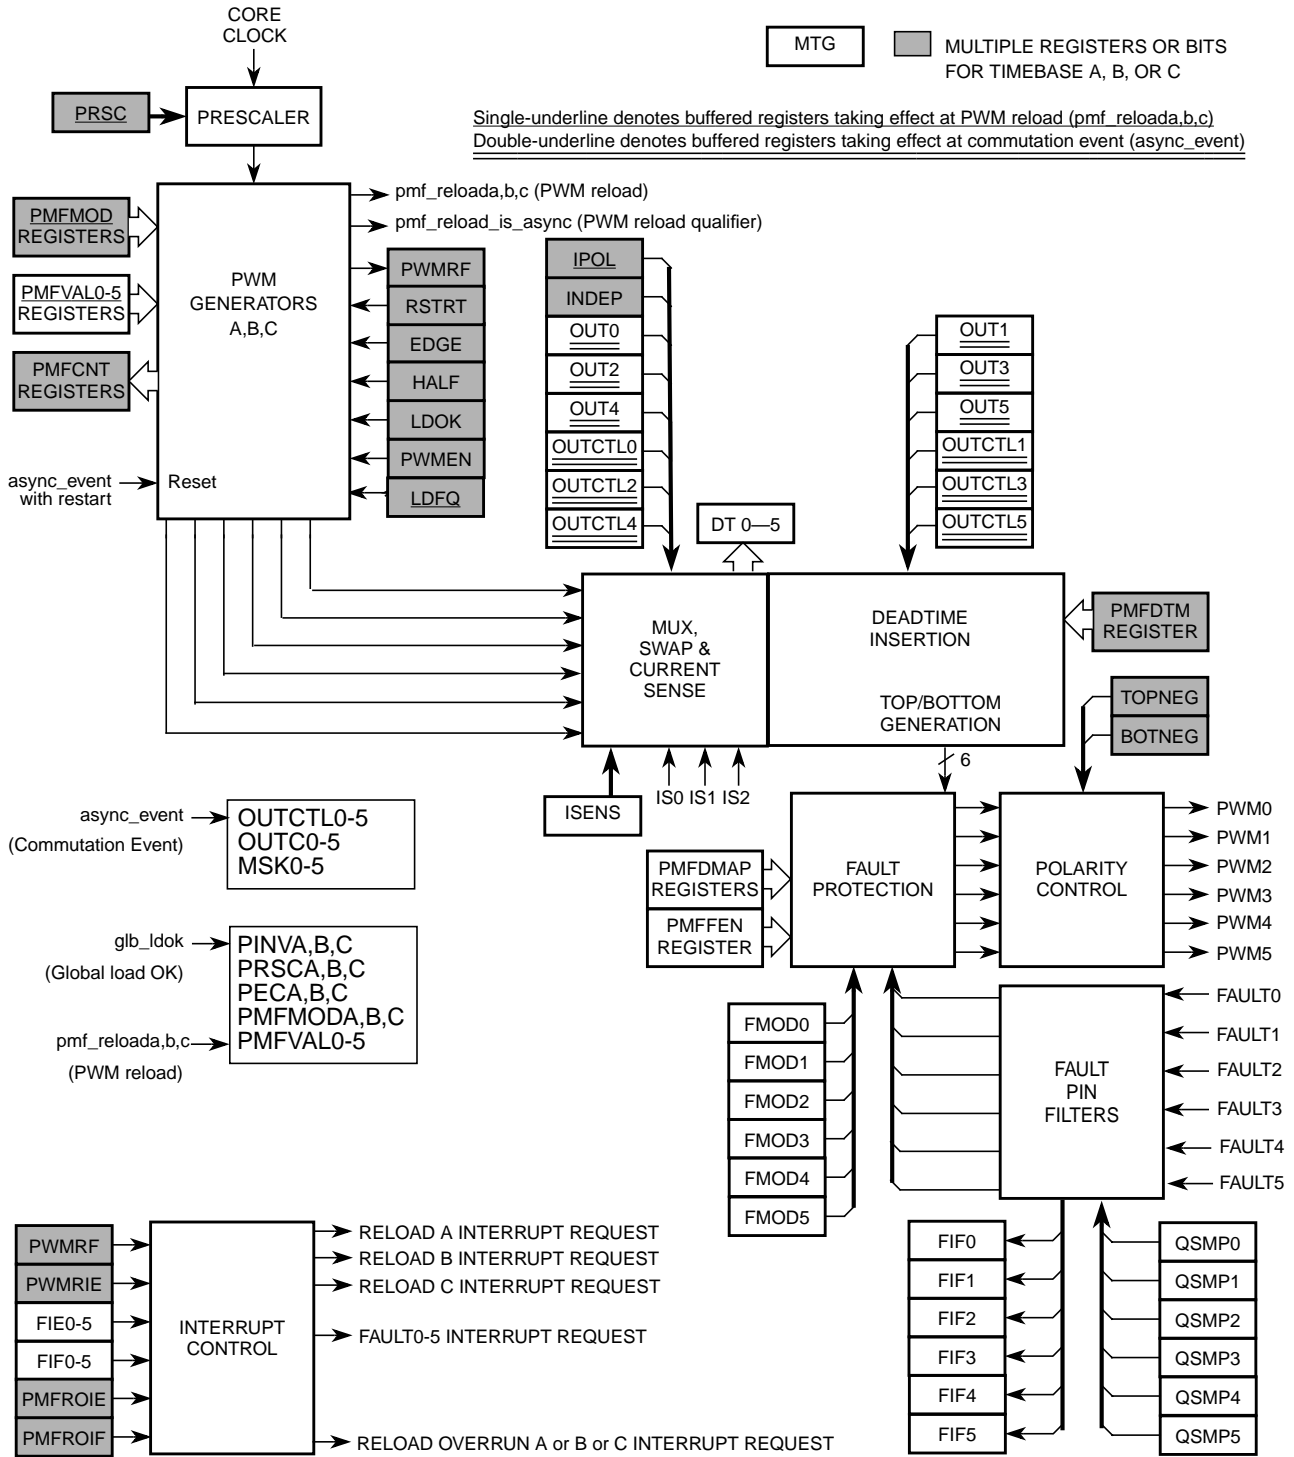 CORE
CLOCK
MTG
MULTIPLE REGISTERS OR BITS
FOR TIMEBASE A, B, OR C
PRSC
PRESCALER
Single-underline denotes buffered registers taking effect at PWM reload (pmf_reloada,b,c)
Double-underline denotes buffered registers taking effect at commutation event (async_event)
PMFMOD
REGISTERS
PMFVAL0-5
REGISTERS
PMFCNT
REGISTERS
async_event
with restart
Reset
PWM
GENERATORS
A,B,C
pmf_reloada,b,c (PWM reload)
pmf_reload_is_async (PWM reload qualifier)
PWMRF
RSTRT
EDGE
HALF
LDOK
PWMEN
LDFQ
IPOL
INDEP
OUT0
OUT2
OUT4
OUTCTL0
OUTCTL2
OUTCTL4
DT 0—5
OUT1
OUT3
OUT5
OUTCTL1
OUTCTL3
OUTCTL5
MUX,
SWAP &
CURRENT
SENSE
DEADTIME
INSERTION
TOP/BOTTOM
GENERATION
PMFDTM
REGISTER
TOPNEG
BOTNEG
6
ISENS
IS0 IS1 IS2
async_event
(Commutation Event)
OUTCTL0-5
OUTC0-5
MSK0-5
glb_ldok
(Global load OK)
pmf_reloada,b,c
(PWM reload)
PINVA,B,C
PRSCA,B,C
PECA,B,C
PMFMODA,B,C
PMFVAL0-5
PMFDMAP
REGISTERS
PMFFEN
REGISTER
FAULT
PROTECTION
POLARITY
CONTROL
PWM0
PWM1
PWM2
PWM3
PWM4
PWM5
FMOD0
FMOD1
FMOD2
FMOD3
FMOD4
FMOD5
FAULT
PIN
FILTERS
FAULT0
FAULT1
FAULT2
FAULT3
FAULT4
FAULT5
FIF0
FIF1
FIF2
FIF3
FIF4
FIF5
QSMP0
QSMP1
QSMP2
QSMP3
QSMP4
QSMP5
PWMRF
PWMRIE
FIE0-5
FIF0-5
PMFROIE
PMFROIF
INTERRUPT
CONTROL
RELOAD A INTERRUPT REQUEST
RELOAD B INTERRUPT REQUEST
RELOAD C INTERRUPT REQUEST
FAULT0-5 INTERRUPT REQUEST
RELOAD OVERRUN A or B or C INTERRUPT REQUEST